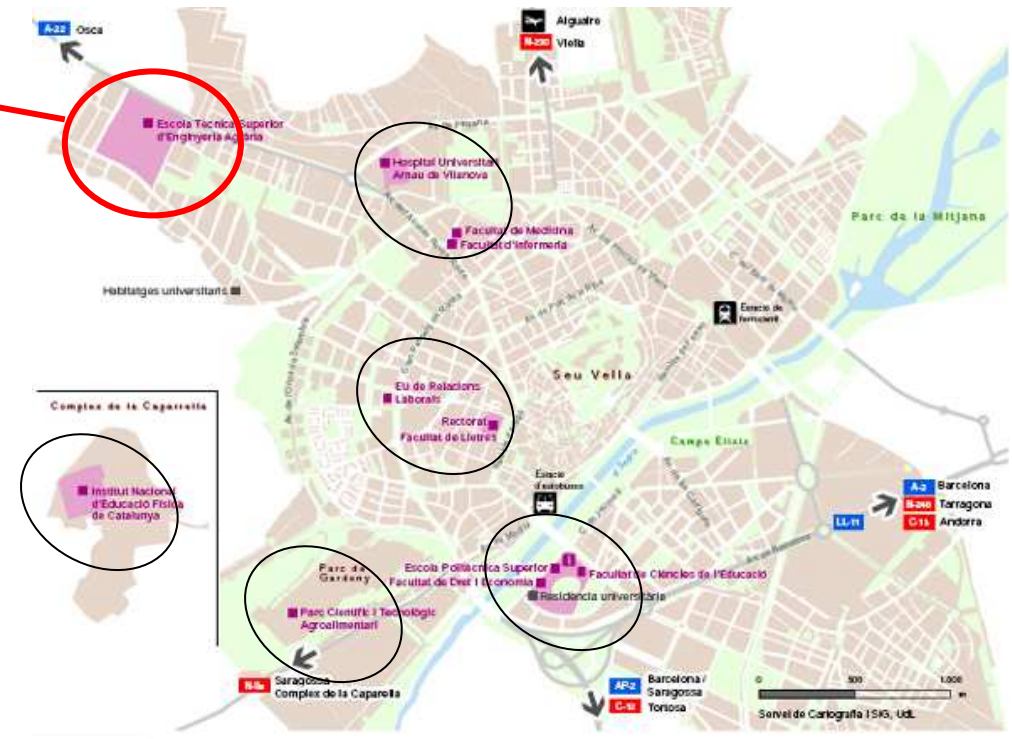 A-22 Osca
Alguaire
N-230 Viella
Escola Tècnica Superior
d'Enginyeria Agrària
Hospital Universitari
Arnau de Vilanova
Facultat de Medicina
Facultat d'Infermeria
Parc de la Mitjana
Habitatges universitaris
Estació de
ferrocarril
Seu Vella
EU de Relacions
Laborals
Rectorat
Facultat de Lletres
Complex de la Caparrella
Camps Elisis
Institut Nacional
d'Educació Física
de Catalunya
Estació
d'autobusos
A-2 Barcelona
N-240 Tarragona
C-13 Andorra
LL-11
Parc de
Gardeny
Escola Politècnica Superior
Facultat de Ciències de l'Educació
Facultat de Dret i Economia
Residència universitària
Parc Científic i Tecnològic
Agroalimentari
N-IIa Saragossa
Complex de la Caparella
AP-2 Barcelona /
Saragossa
C-12 Tortosa
0 500 1.000
m
Servei de Cartografia i SIG, UdL